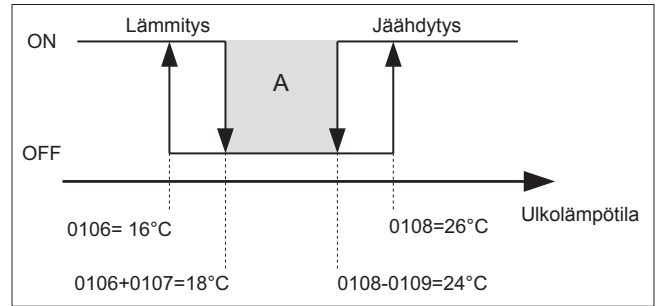 Lämmitys
Jäähdytys
ON
A
OFF
Ulkolämpötila
0106= 16°C
0108=26°C
0106+0107=18°C
0108-0109=24°C